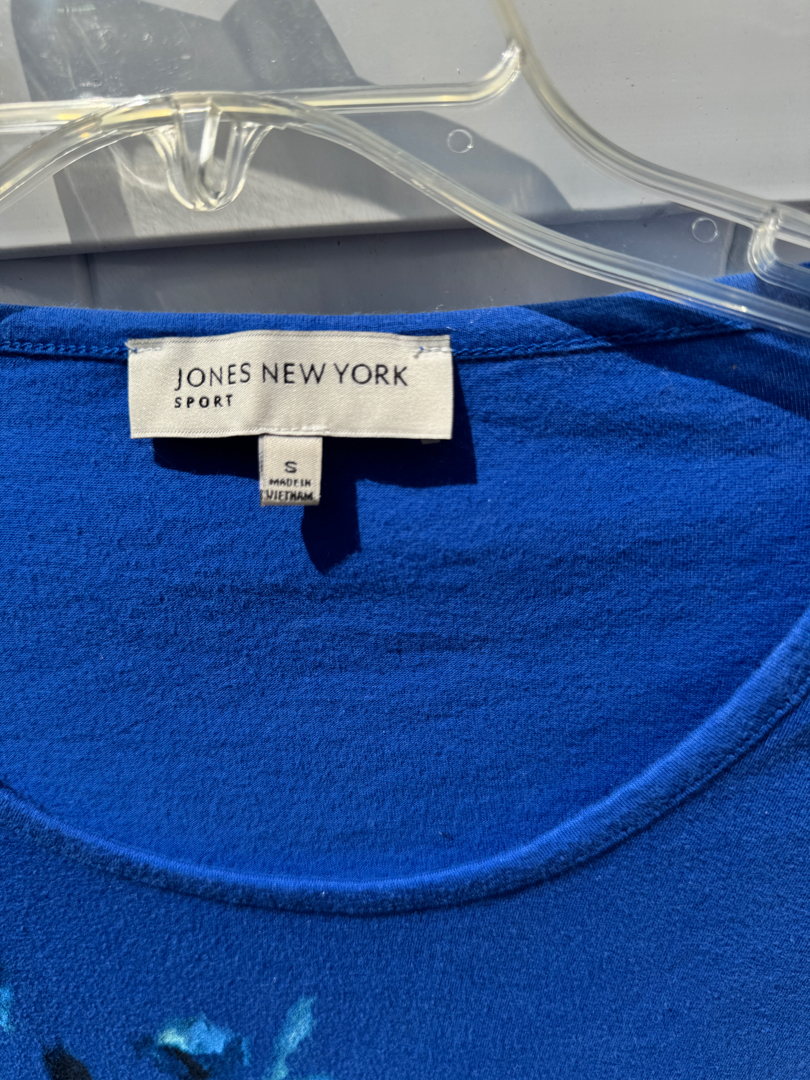 JONES NEW YORK
SPORT
S
MADE IN
VIETNAM